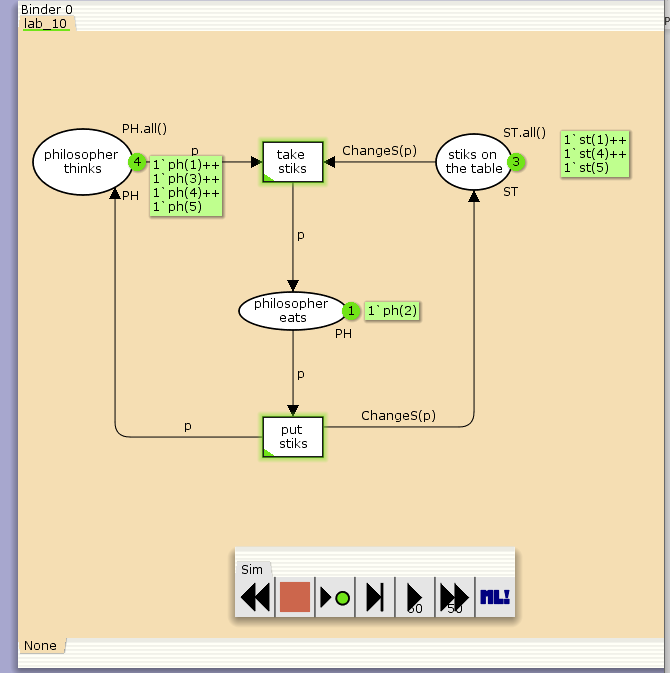 Binder 0
lab_10
P
PH.all()
ST.all()
philosopher
thinks
4
p
1`ph(1)++
1`ph(3)++
1`ph(4)++
1`ph(5)
PH
take
stiks
ChangeS(p)
stiks on
the table
3
ST
1`st(1)++
1`st(4)++
1`st(5)
p
philosopher
eats
1
1`ph(2)
PH
p
p
put
stiks
ChangeS(p)
Sim
60
50
ML!
None